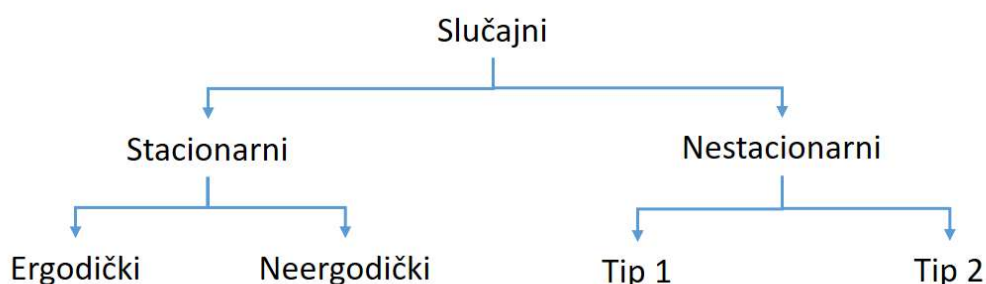 Slučajni
Stacionarni
Nestacionarni
Ergodički
Neergodički
Tip 1
Tip 2